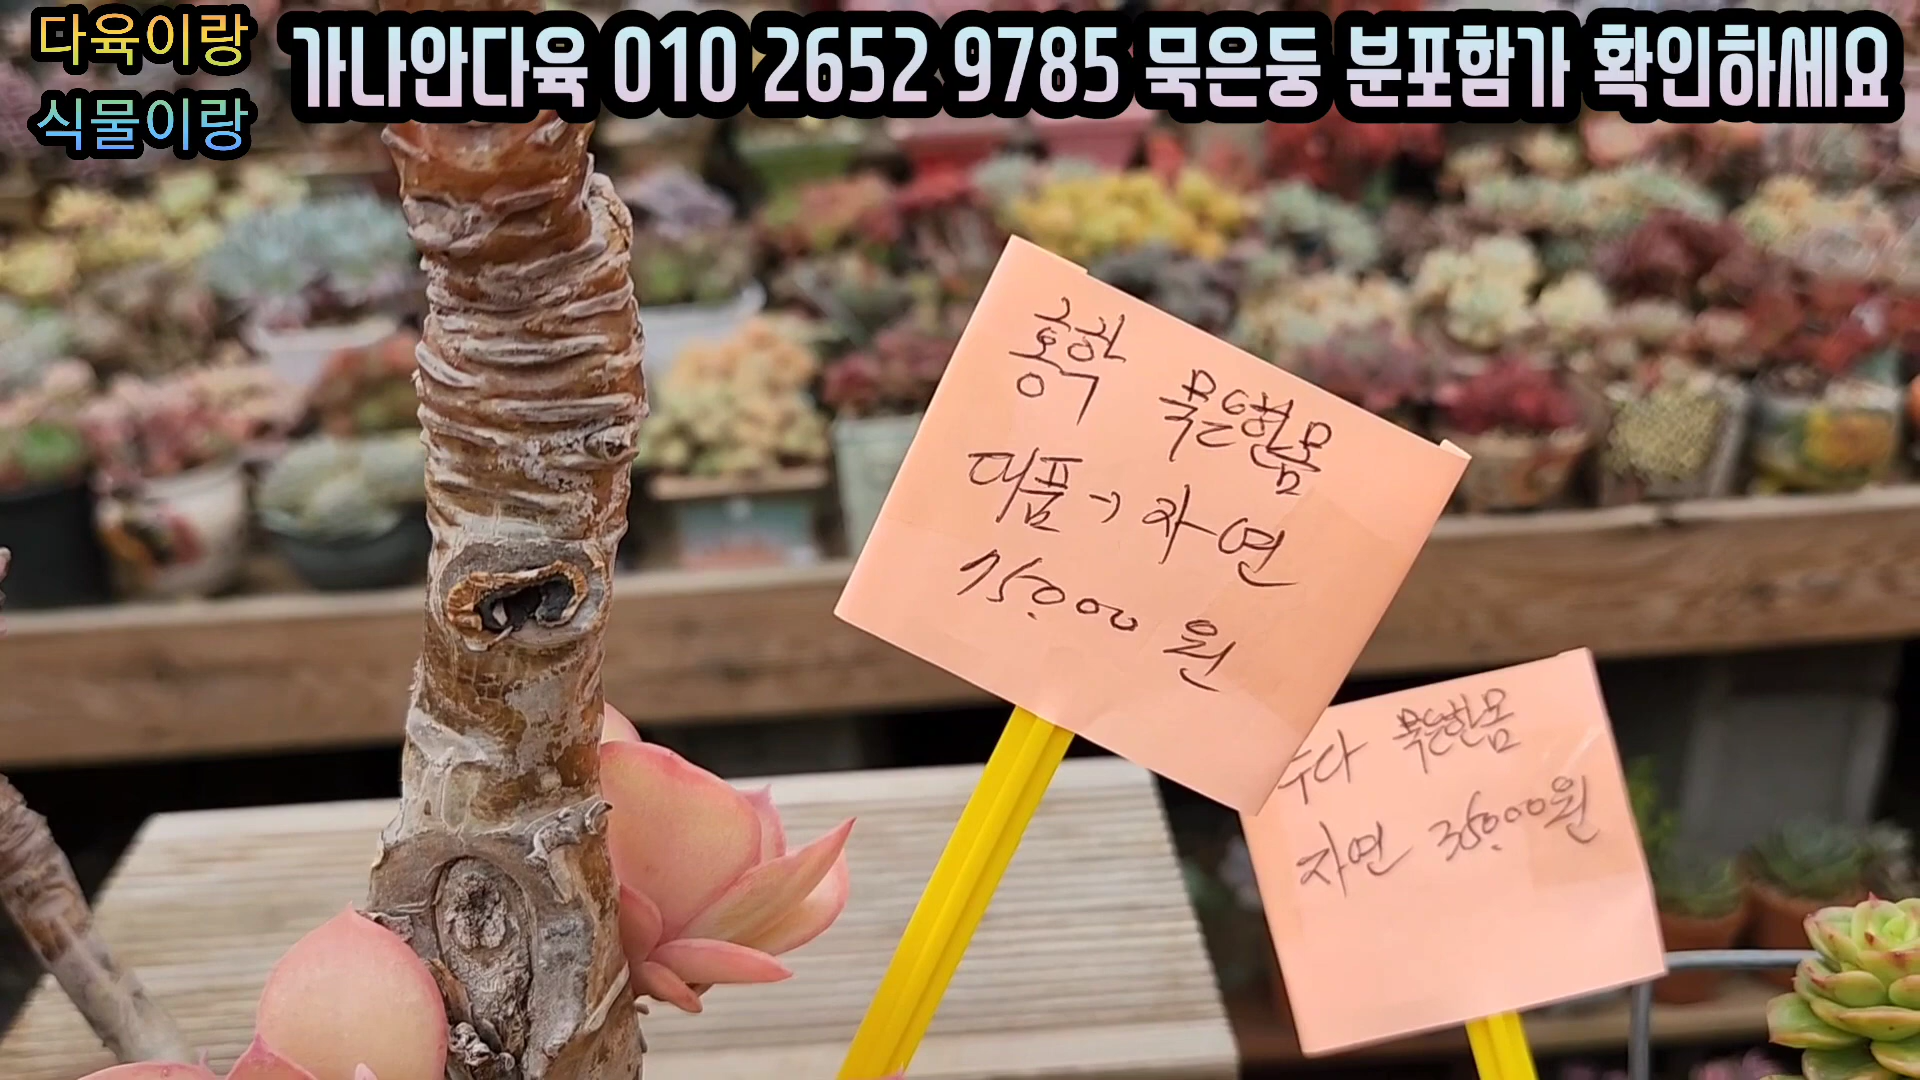 다육이랑
식물이랑
가나안다육 010 2652 9785 묵은둥 분포함가 확인하세요
홍학 묵은한몸
대품 자연
75.000원
두다 묵은한몸
자연 35.000원